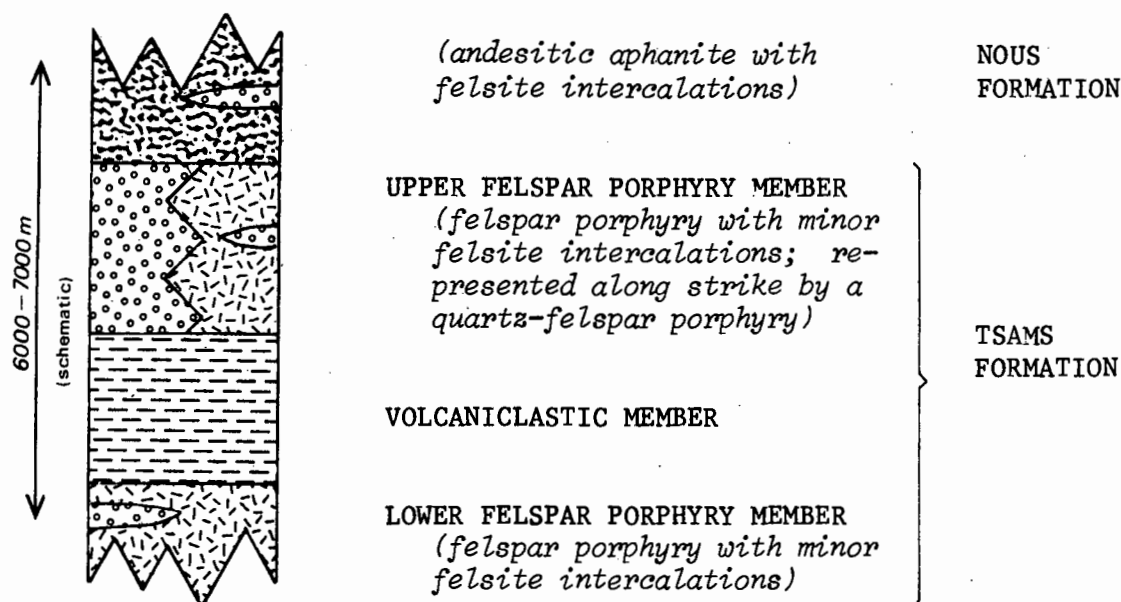 (andesitic aphanite with
felsite intercalations)
NOUS
FORMATION
UPPER FELSPAR PORPHYRY MEMBER
(felspar porphyry with minor
felsite intercalations; re-
presented along strike by a
quartz-felspar porphyry)
TSAMS
FORMATION
VOLCANICLASTIC MEMBER
LOWER FELSPAR PORPHYRY MEMBER
(felspar porphyry with minor
felsite intercalations)
6000-7000m
(schematic)